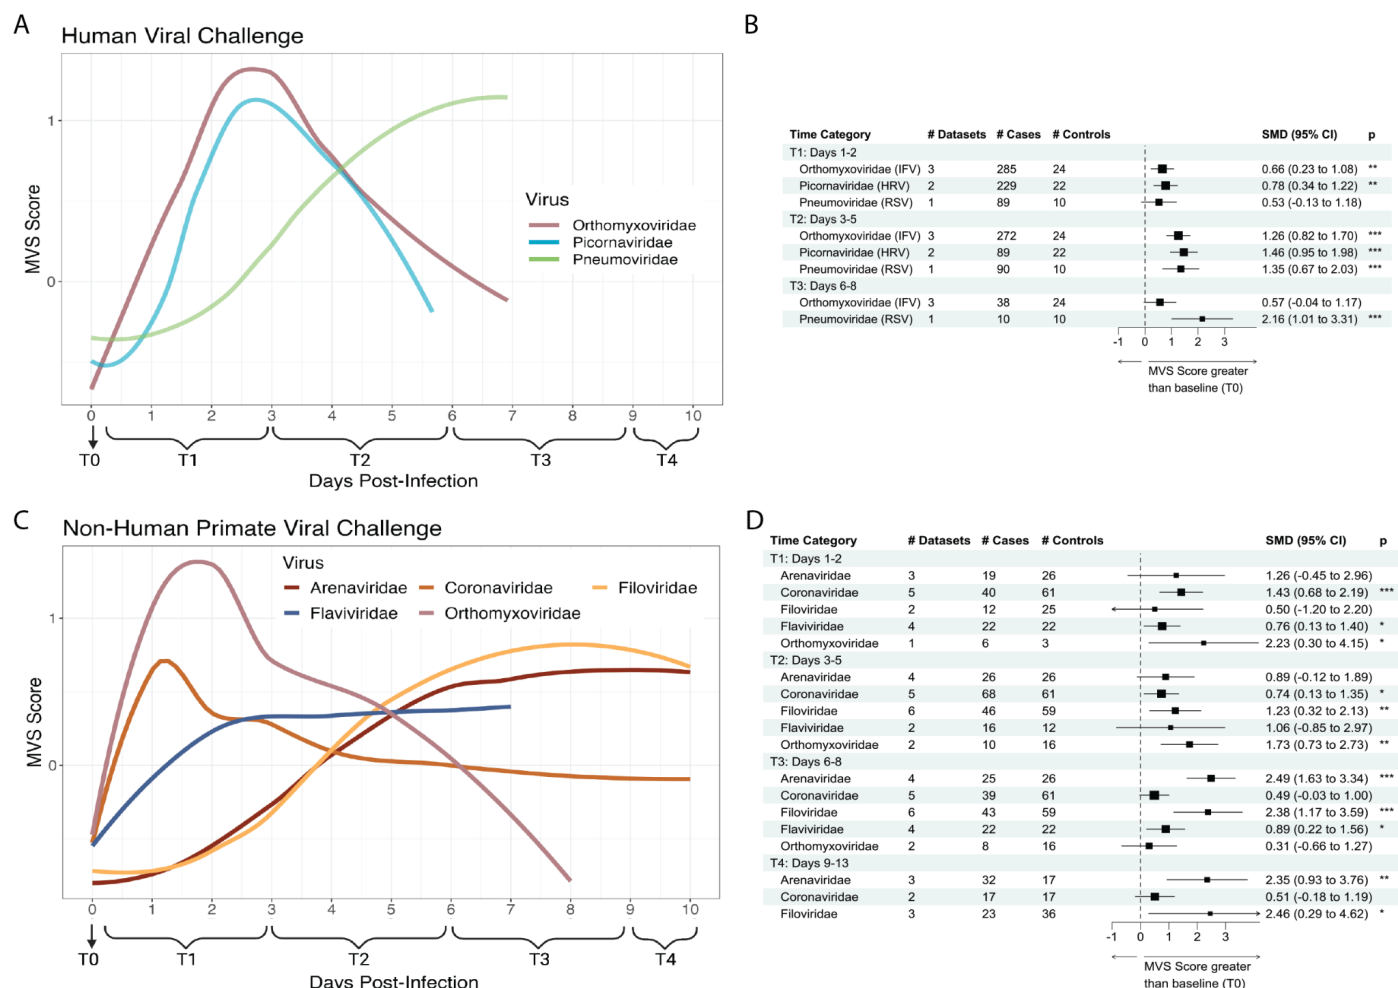 A
Human Viral Challenge
MVS Score
1
0
Virus
Orthomyxoviridae
Picornaviridae
Pneumoviridae
0 1 2 3 4 5 6 7 8 9 10
T0 T1 T2 T3 T4
Days Post-Infection
B
Time Category # Datasets # Cases # Controls SMD (95% CI) p
T1: Days 1-2
Orthomyxoviridae (IFV) 3 285 24 0.66 (0.23 to 1.08) **
Picornaviridae (HRV) 2 229 22 0.78 (0.34 to 1.22) **
Pneumoviridae (RSV) 1 89 10 0.53 (-0.13 to 1.18)
T2: Days 3-5
Orthomyxoviridae (IFV) 3 272 24 1.26 (0.82 to 1.70) ***
Picornaviridae (HRV) 2 89 22 1.46 (0.95 to 1.98) ***
Pneumoviridae (RSV) 1 90 10 1.35 (0.67 to 2.03) ***
T3: Days 6-8
Orthomyxoviridae (IFV) 3 38 24 0.57 (-0.04 to 1.17)
Pneumoviridae (RSV) 1 10 10 2.16 (1.01 to 3.31) ***
-1 0 1 2 3
MVS Score greater
than baseline (T0)
C
Non-Human Primate Viral Challenge
MVS Score
1
0
Virus
Arenaviridae Coronaviridae Filoviridae
Flaviviridae Orthomyxoviridae
0 1 2 3 4 5 6 7 8 9 10
T0 T1 T2 T3 T4
Days Post-Infection
D
Time Category # Datasets # Cases # Controls SMD (95% CI) p
T1: Days 1-2
Arenaviridae 3 19 26 1.26 (-0.45 to 2.96)
Coronaviridae 5 40 61 1.43 (0.68 to 2.19) ***
Filoviridae 2 12 25 0.50 (-1.20 to 2.20)
Flaviviridae 4 22 22 0.76 (0.13 to 1.40) *
Orthomyxoviridae 1 6 3 2.23 (0.30 to 4.15) *
T2: Days 3-5
Arenaviridae 4 26 26 0.89 (-0.12 to 1.89)
Coronaviridae 5 68 61 0.74 (0.13 to 1.35) *
Filoviridae 6 46 59 1.23 (0.32 to 2.13) **
Flaviviridae 2 16 12 1.06 (-0.85 to 2.97)
Orthomyxoviridae 2 10 16 1.73 (0.73 to 2.73) **
T3: Days 6-8
Arenaviridae 4 25 26 2.49 (1.63 to 3.34) ***
Coronaviridae 5 39 61 0.49 (-0.03 to 1.00)
Filoviridae 6 43 59 2.38 (1.17 to 3.59) ***
Flaviviridae 4 22 22 0.89 (0.22 to 1.56) *
Orthomyxoviridae 2 8 16 0.31 (-0.66 to 1.27)
T4: Days 9-13
Arenaviridae 3 32 17 2.35 (0.93 to 3.76) **
Coronaviridae 2 17 17 0.51 (-0.18 to 1.19)
Filoviridae 3 23 36 2.46 (0.29 to 4.62) *
-1 0 1 2 3
MVS Score greater
than baseline (T0)